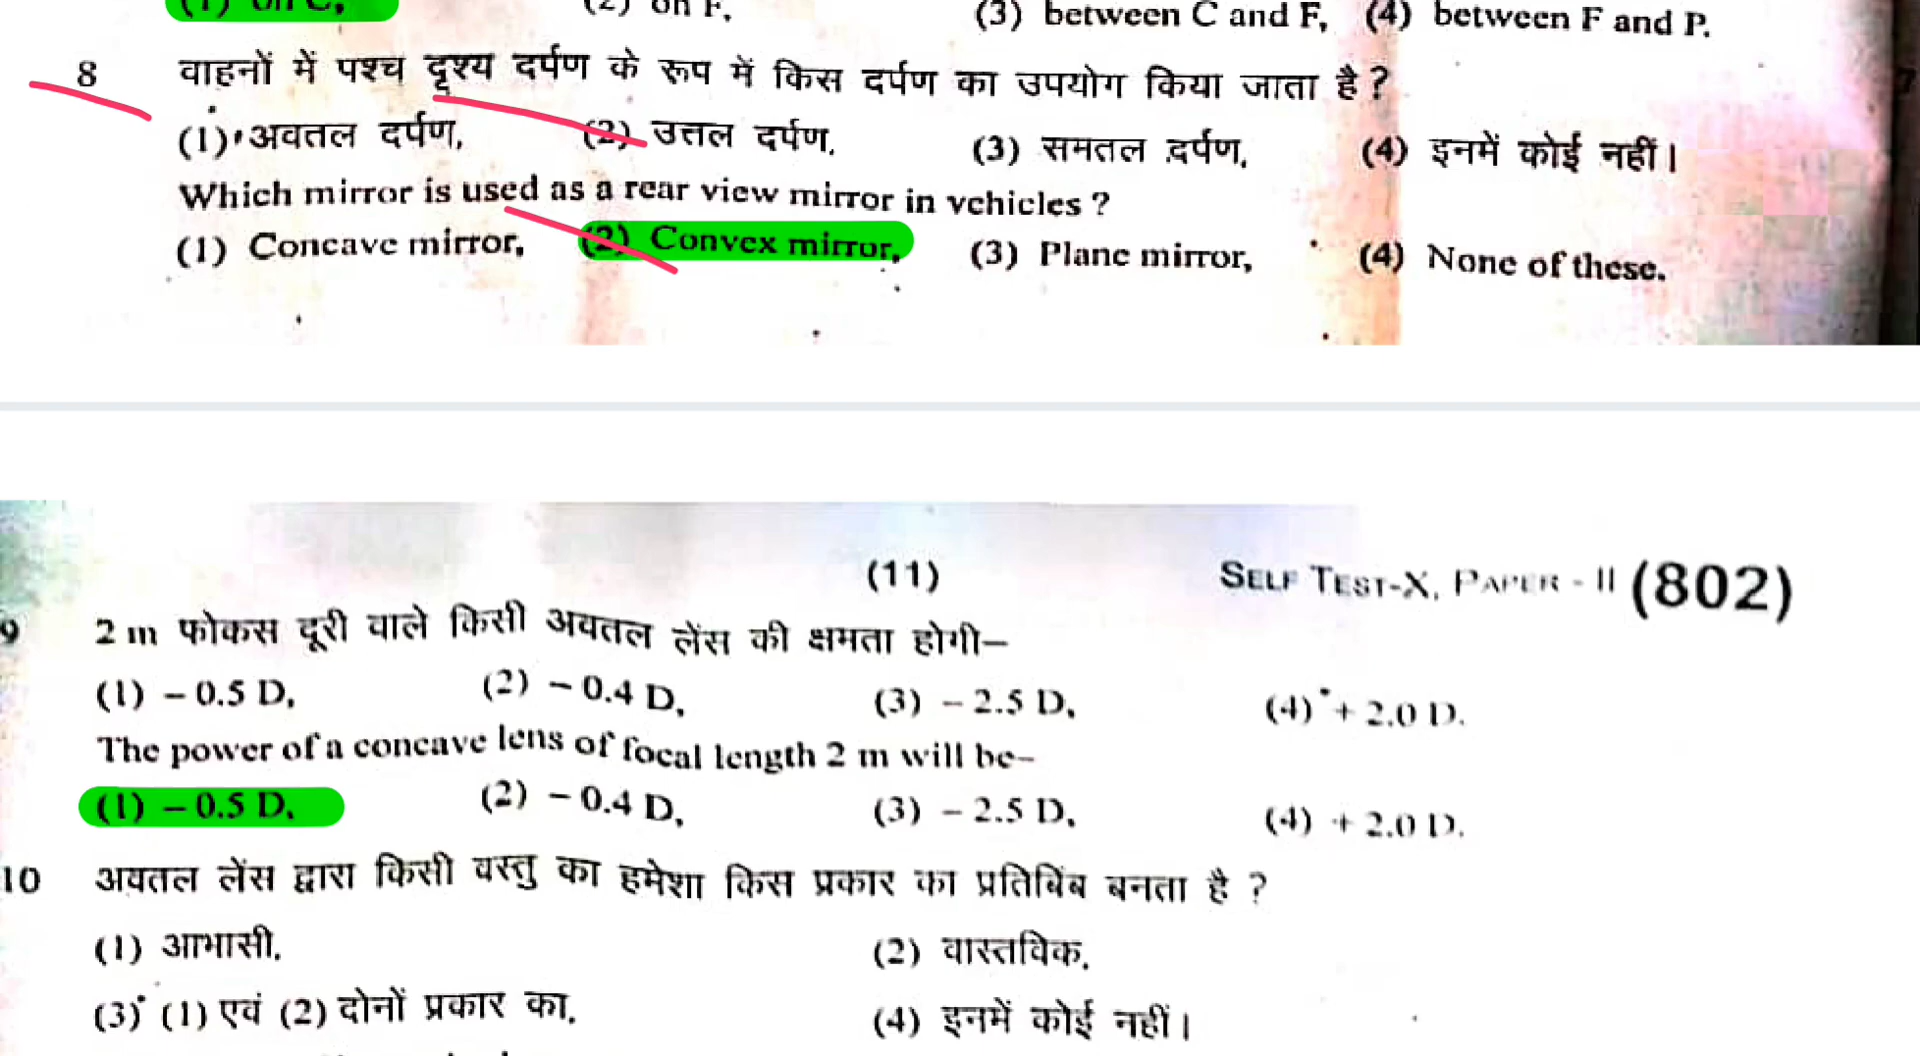 (1) on C, (2) on F, (3) between C and F, (4) between F and P.
8 वाहनों में पश्च दृश्य दर्पण के रूप में किस दर्पण का उपयोग किया जाता है ?
(1) अवतल दर्पण, (2) उत्तल दर्पण, (3) समतल दर्पण, (4) इनमें कोई नहीं।
Which mirror is used as a rear view mirror in vehicles ?
(1) Concave mirror, (2) Convex mirror, (3) Plane mirror, (4) None of these.
(11) SELF TEST-X, PAPER - II (802)
9 2 m फोकस दूरी वाले किसी अवतल लेंस की क्षमता होगी–
(1) – 0.5 D, (2) – 0.4 D, (3) – 2.5 D, (4) + 2.0 D.
The power of a concave lens of focal length 2 m will be–
(1) – 0.5 D, (2) – 0.4 D, (3) – 2.5 D, (4) + 2.0 D.
10 अवतल लेंस द्वारा किसी वस्तु का हमेशा किस प्रकार का प्रतिबिंब बनता है ?
(1) आभासी, (2) वास्तविक,
(3) (1) एवं (2) दोनों प्रकार का, (4) इनमें कोई नहीं।